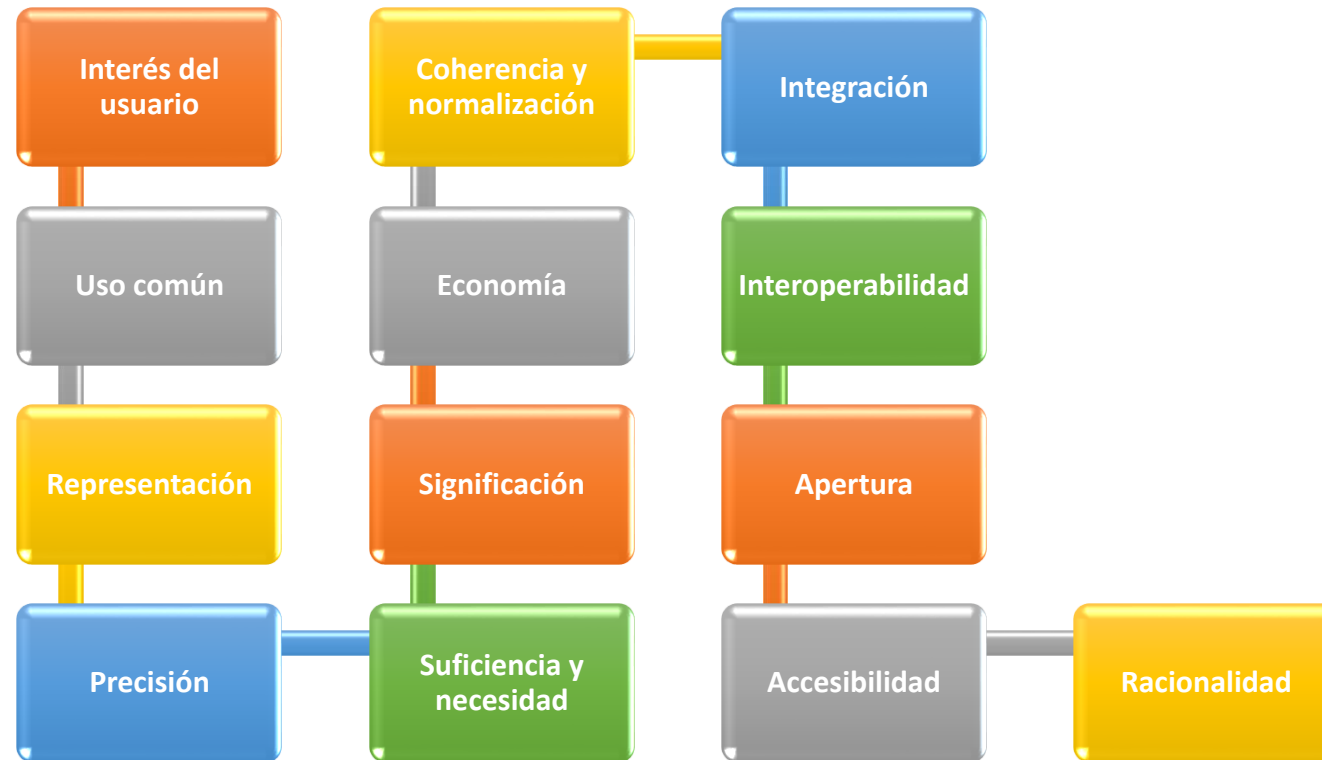 Interés del
usuario
Uso común
Representación
Precisión
Suficiencia y
necesidad
Significación
Economía
Coherencia y
normalización
Integración
Interoperabilidad
Apertura
Accesibilidad
Racionalidad